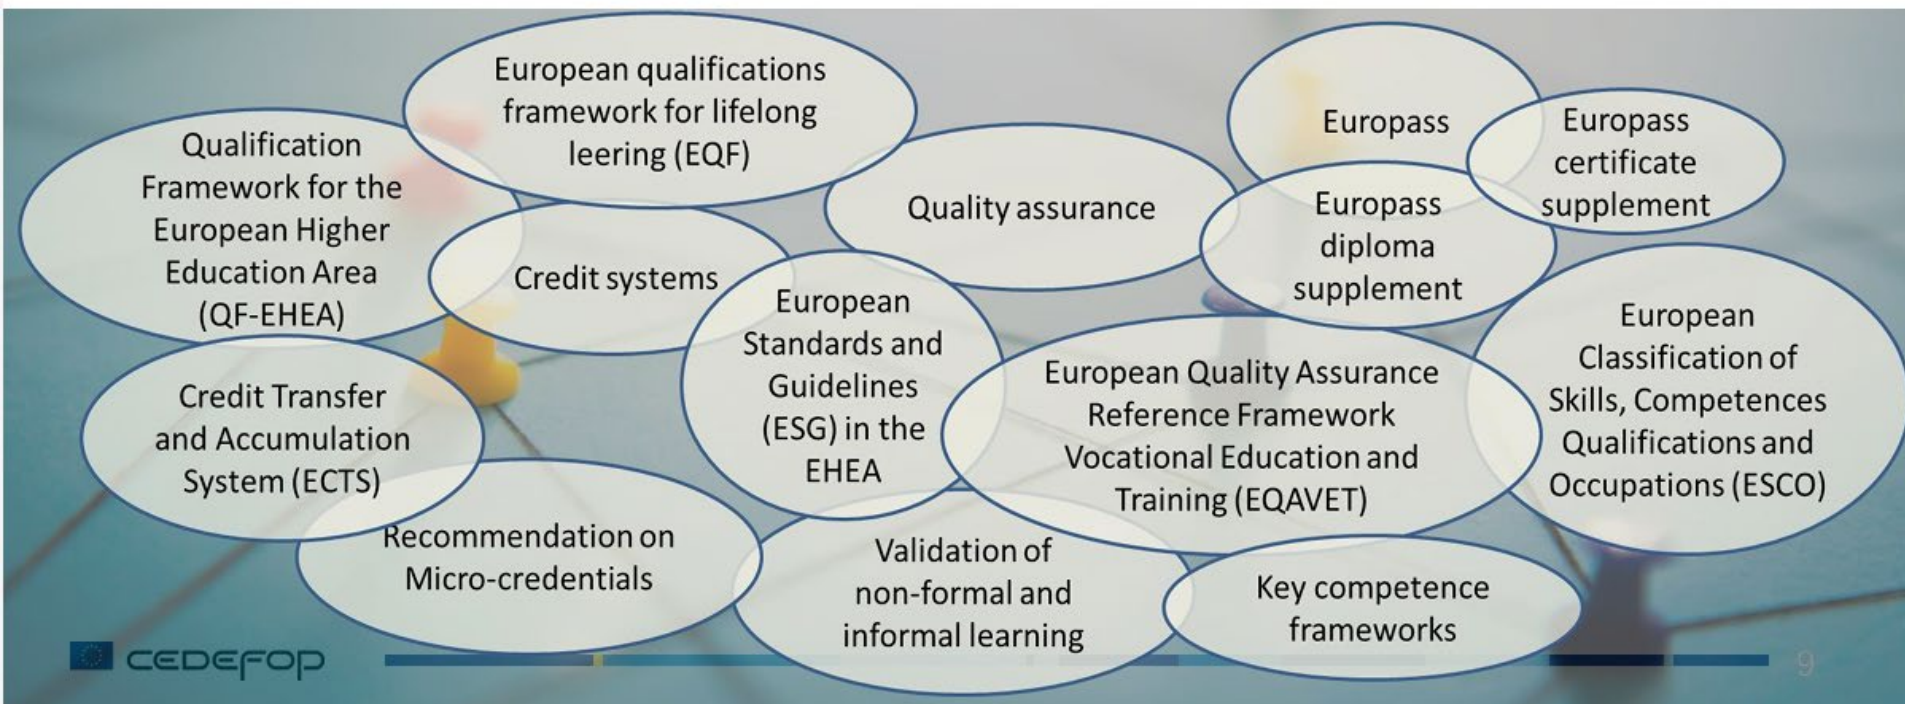 European qualifications
framework for lifelong
leering (EQF)
Qualification
Framework for the
European Higher
Education Area
(QF-EHEA)
Quality assurance
Europass
Europass
certificate
supplement
Europass
diploma
supplement
Credit systems
European
Standards and
Guidelines
(ESG) in the
EHEA
European Quality Assurance
Reference Framework
Vocational Education and
Training (EQAVET)
European
Classification of
Skills, Competences
Qualifications and
Occupations (ESCO)
Credit Transfer
and Accumulation
System (ECTS)
Recommendation on
Micro-credentials
Validation of
non-formal and
informal learning
Key competence
frameworks
CEDEFOP
9